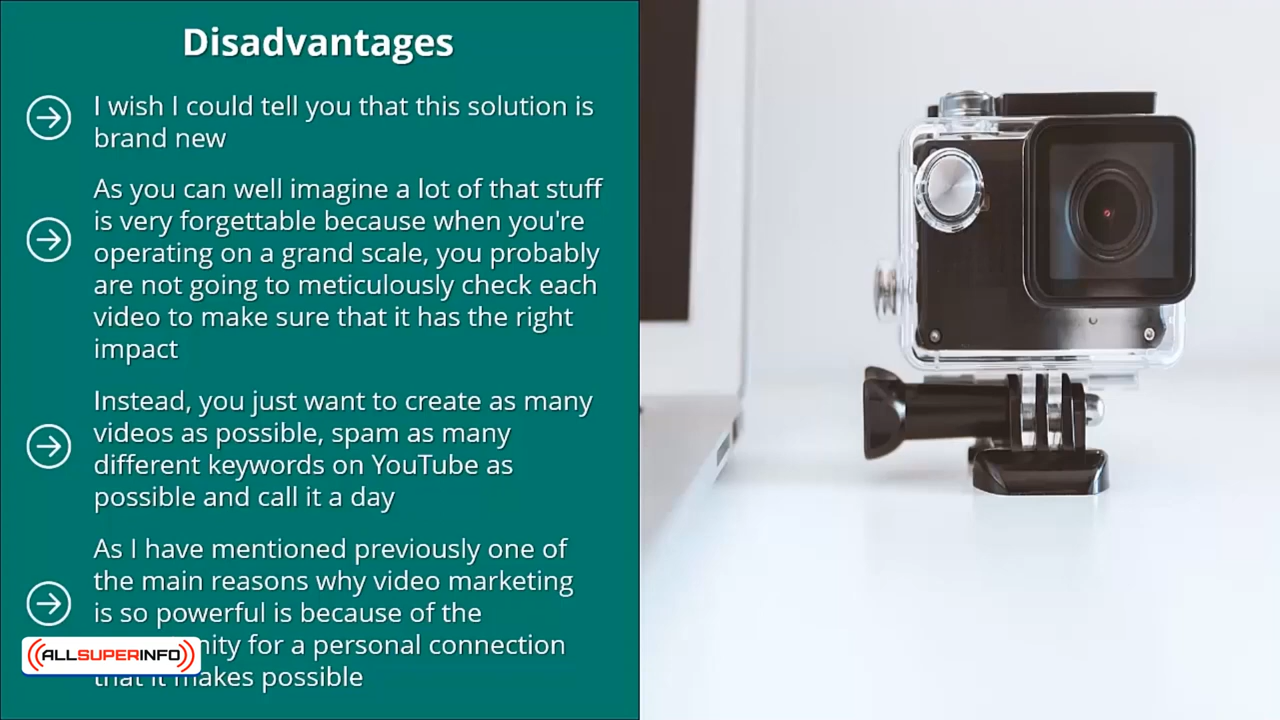 Disadvantages
I wish I could tell you that this solution is
brand new
As you can well imagine a lot of that stuff
is very forgettable because when you're
operating on a grand scale, you probably
are not going to meticulously check each
video to make sure that it has the right
impact
Instead, you just want to create as many
videos as possible, spam as many
different keywords on YouTube as
possible and call it a day
As I have mentioned previously one of
the main reasons why video marketing
is so powerful is because of the
for a personal connection
that it makes possible
ALLSUPERINFO